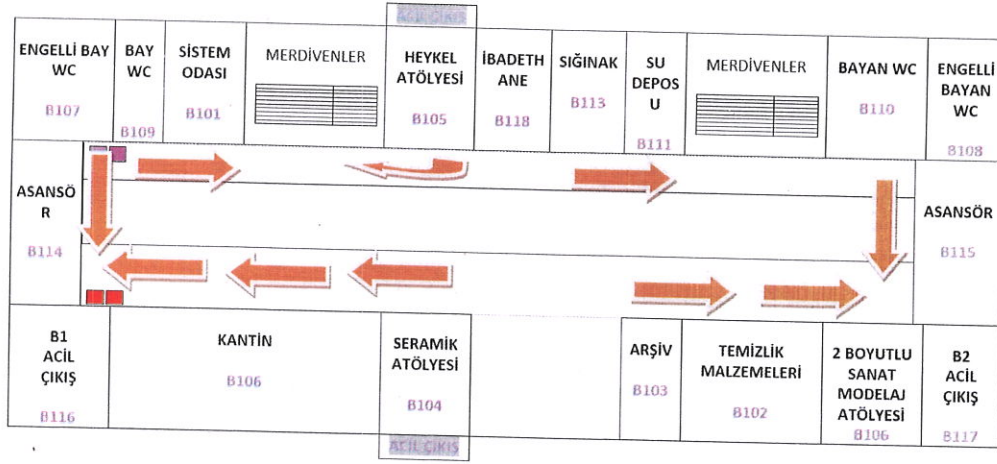 ACİL ÇIKIŞ
ENGELLİ BAY
WC
B107
BAY
WC
B109
SİSTEM
ODASI
B101
MERDİVENLER
HEYKEL
ATÖLYESİ
B105
İBADETH
ANE
B118
SIĞINAK
B113
SU
DEPOS
U
B111
MERDİVENLER
BAYAN WC
B110
ENGELLİ
BAYAN
WC
B108
ASANSÖ
R
B114
ASANSÖR
B115
B1
ACİL
ÇIKIŞ
B116
KANTİN
B106
SERAMİK
ATÖLYESİ
B104
ARŞİV
B103
TEMİZLİK
MALZEMELERİ
B102
2 BOYUTLU
SANAT
MODELAJ
ATÖLYESİ
B106
B2
ACİL
ÇIKIŞ
B117
ACİL ÇIKIŞ